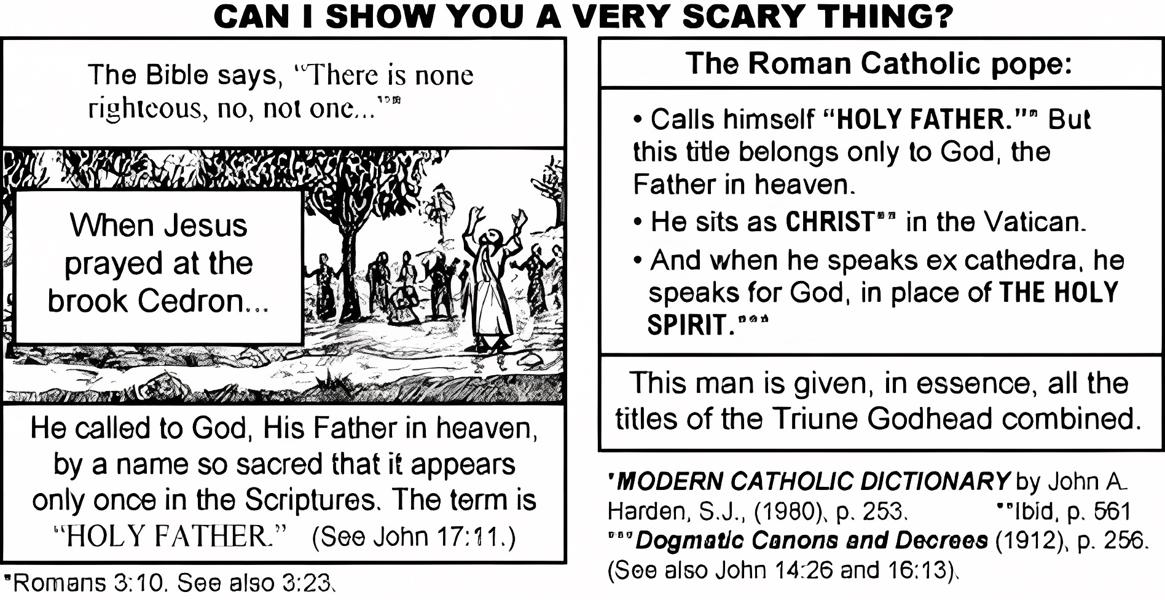 CAN I SHOW YOU A VERY SCARY THING?
The Bible says, "There is none
righteous, no, not one..."*
When Jesus
prayed at the
brook Cedron...
He called to God, His Father in heaven,
by a name so sacred that it appears
only once in the Scriptures. The term is
"HOLY FATHER." (See John 17:11.)
*Romans 3:10. See also 3:23.
The Roman Catholic pope:
• Calls himself "HOLY FATHER."* But
this title belongs only to God, the
Father in heaven.
• He sits as CHRIST** in the Vatican.
• And when he speaks ex cathedra, he
speaks for God, in place of THE HOLY
SPIRIT.***
This man is given, in essence, all the
titles of the Triune Godhead combined.
*MODERN CATHOLIC DICTIONARY by John A.
Harden, S.J., (1980), p. 253. **Ibid, p. 561
***Dogmatic Canons and Decrees (1912), p. 256.
(See also John 14:26 and 16:13).